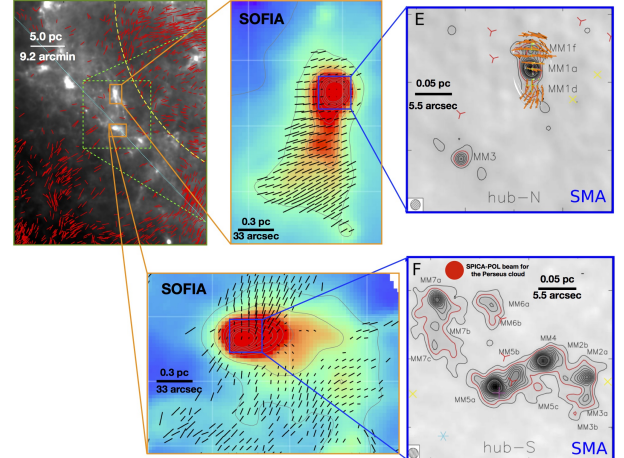 5.0 pc
9.2 arcmin
SOFIA
0.3 pc
33 arcsec
E
MM1f
MM1a
MM1d
0.05 pc
5.5 arcsec
MM3
hub-N
SMA
SOFIA
0.3 pc
33 arcsec
F
SPICA-POL beam for
the Perseus cloud
0.05 pc
5.5 arcsec
MM7a
MM6a
MM6b
MM7b
MM7c
MM4
MM2b
MM2a
MM5b
MM5a
MM5c
MM3a
MM3b
hub-S
SMA